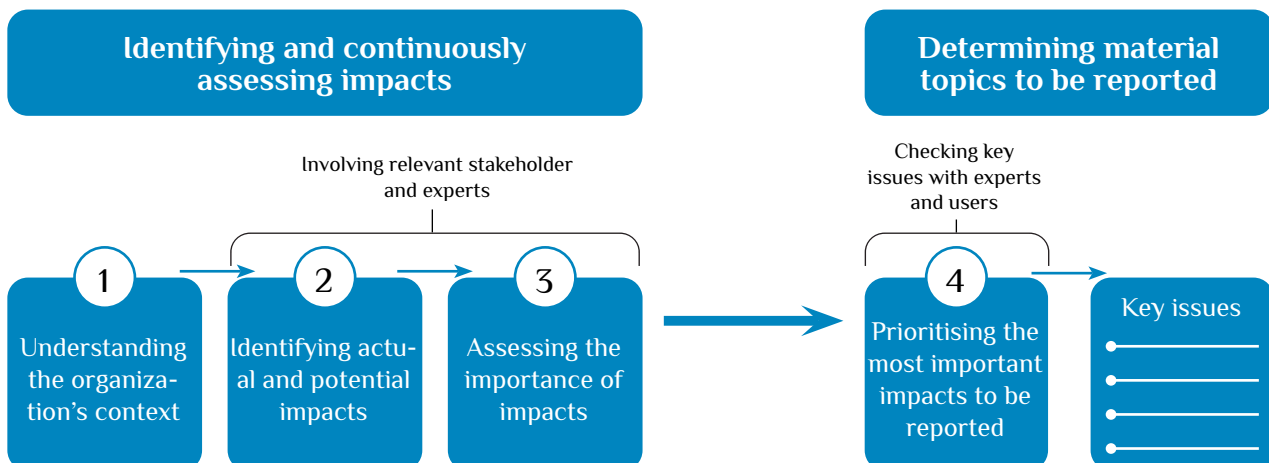 Identifying and continuously
assessing impacts
Determining material
topics to be reported
Involving relevant stakeholder
and experts
Checking key
issues with experts
and users
1
Understanding
the organiza-
tion's context
2
Identifying actu-
al and potential
impacts
3
Assessing the
importance of
impacts
4
Prioritising the
most important
impacts to be
reported
Key issues